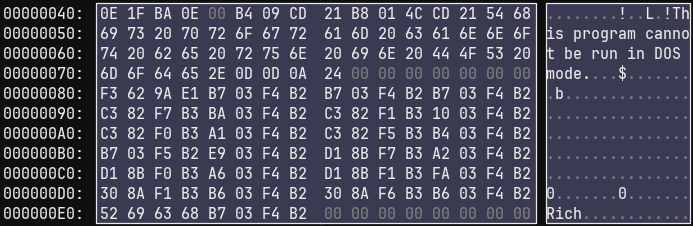 00000040: 0E 1F BA 0E 00 B4 09 CD 21 B8 01 4C CD 21 54 68 ........!..L.!Th
00000050: 69 73 20 70 72 6F 67 72 61 6D 20 63 61 6E 6E 6F is program canno
00000060: 74 20 62 65 20 72 75 6E 20 69 6E 20 44 4F 53 20 t be run in DOS
00000070: 6D 6F 64 65 2E 0D 0D 0A 24 00 00 00 00 00 00 00 mode....$.......
00000080: F3 62 9A E1 B7 03 F4 B2 B7 03 F4 B2 B7 03 F4 B2 .b..............
00000090: C3 82 F7 B3 BA 03 F4 B2 C3 82 F1 B3 10 03 F4 B2 ................
000000A0: C3 82 F0 B3 A1 03 F4 B2 C3 82 F5 B3 B4 03 F4 B2 ................
000000B0: B7 03 F5 B2 E9 03 F4 B2 D1 8B F7 B3 A2 03 F4 B2 ................
000000C0: D1 8B F0 B3 A6 03 F4 B2 D1 8B F1 B3 FA 03 F4 B2 ................
000000D0: 30 8A F1 B3 B6 03 F4 B2 30 8A F6 B3 B6 03 F4 B2 0.......0.......
000000E0: 52 69 63 68 B7 03 F4 B2 00 00 00 00 00 00 00 00 Rich............